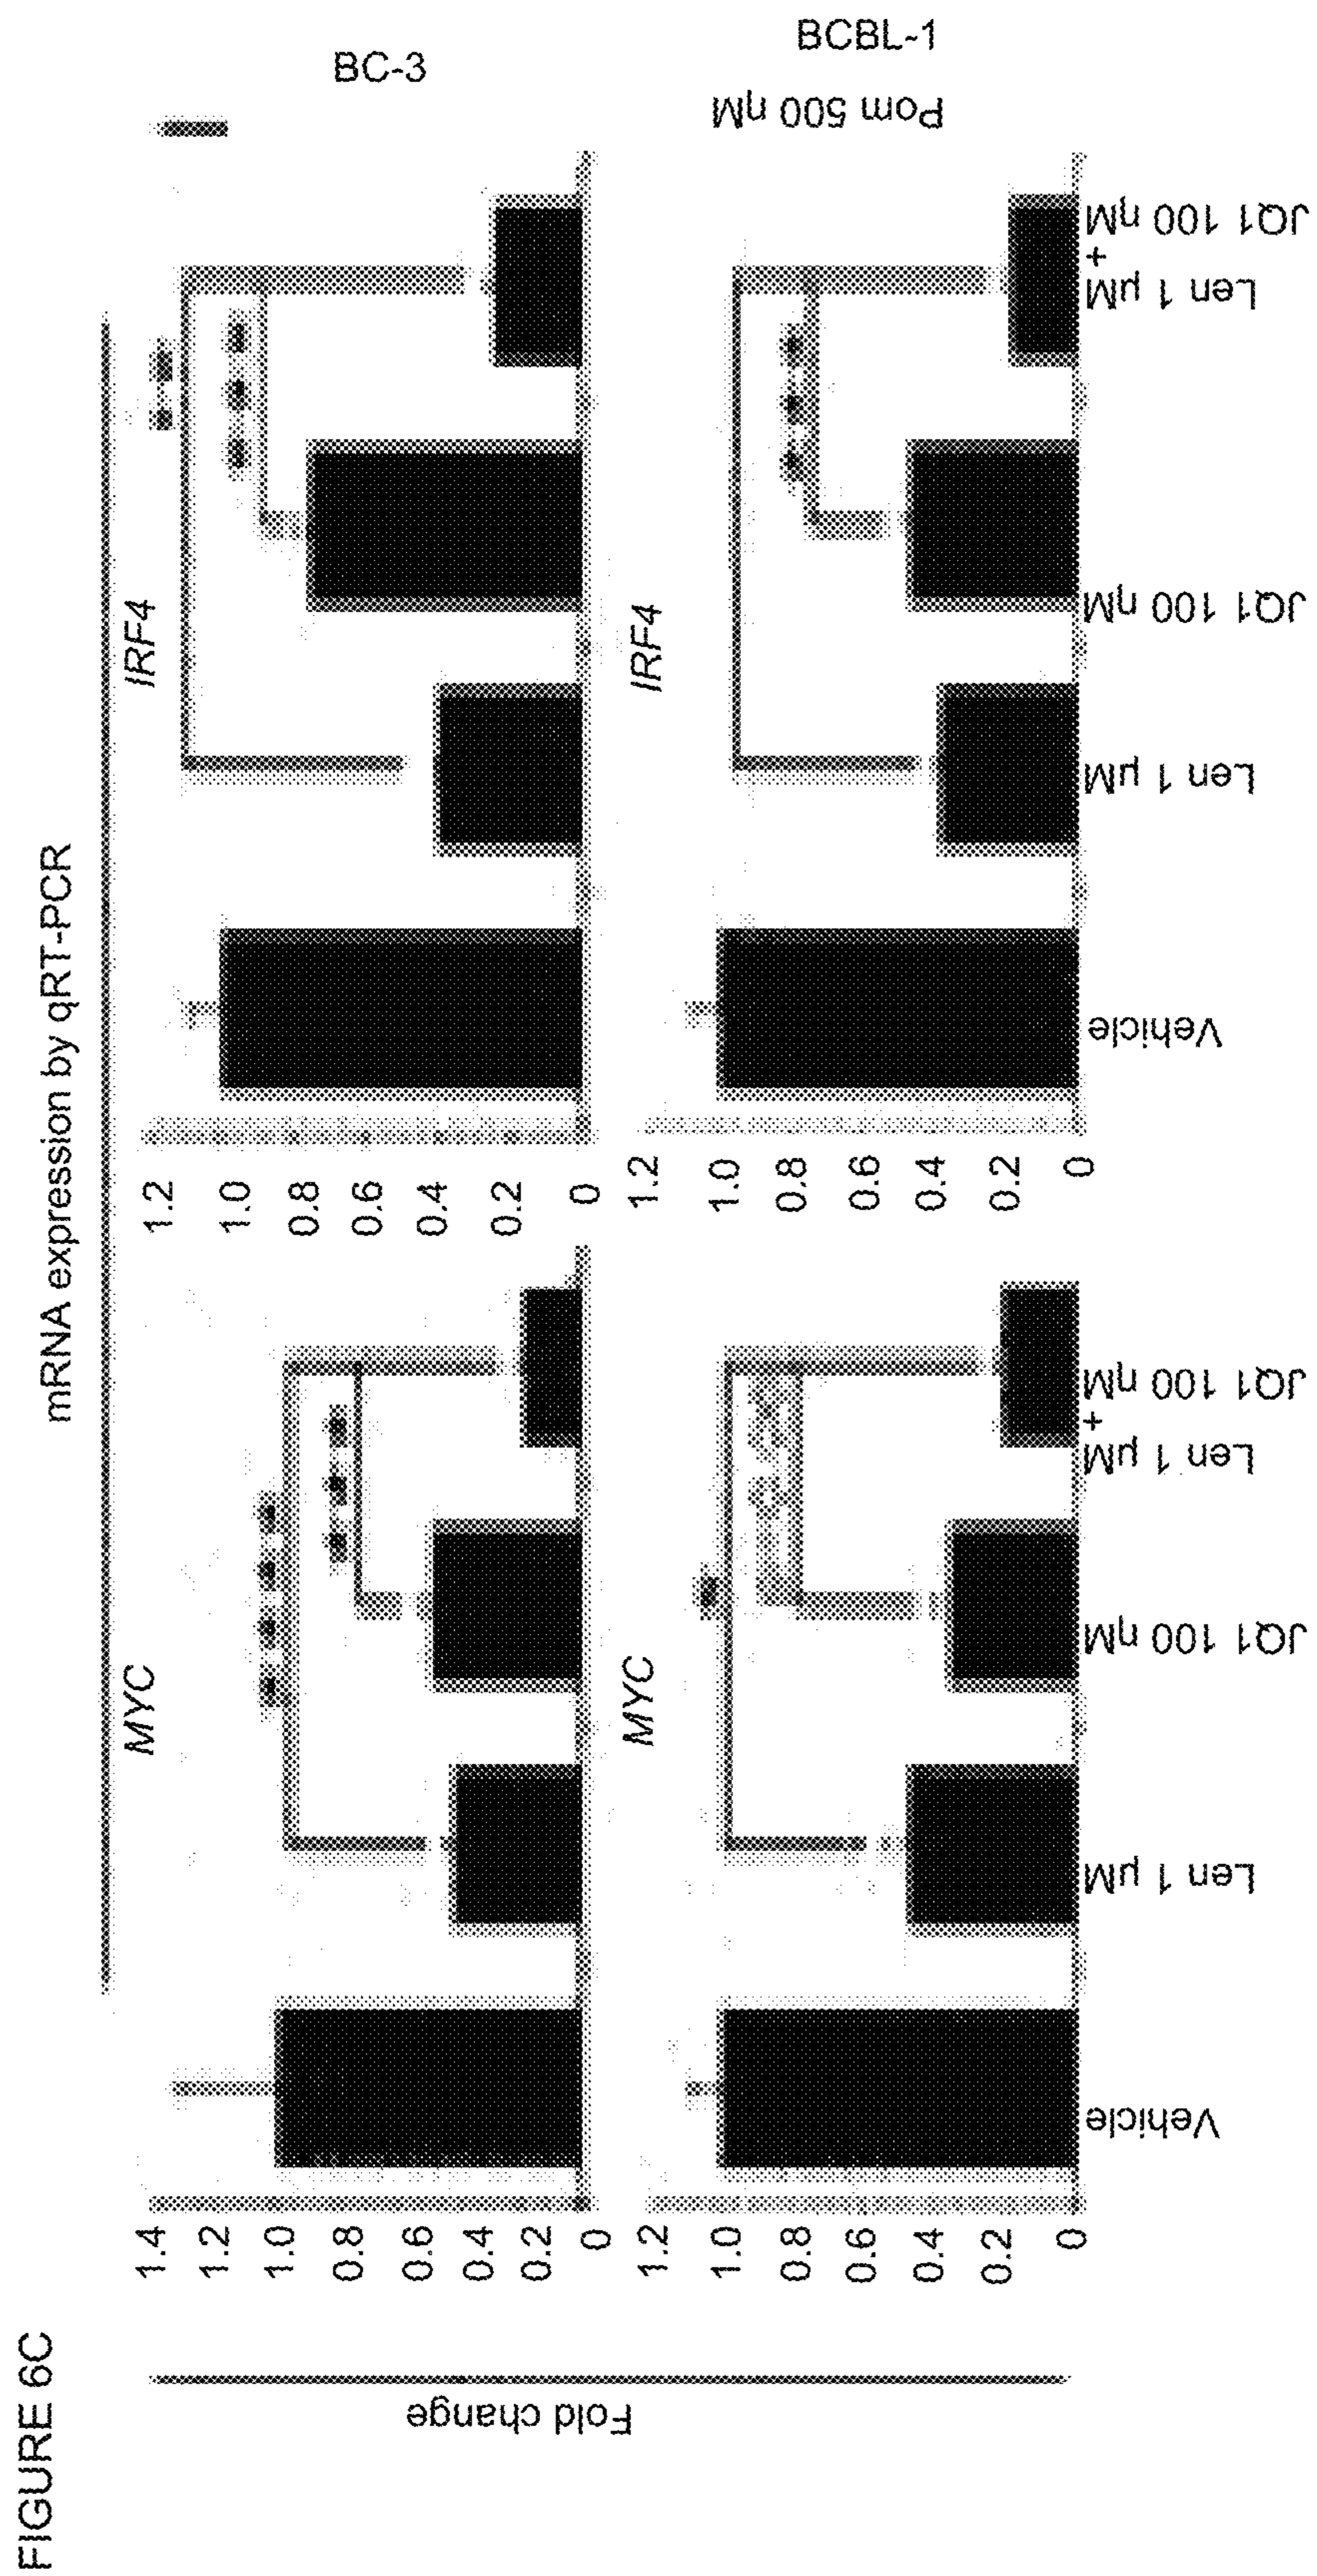 FIGURE 6C
mRNA expression by qRT-PCR
Fold change
MYC
1.4
1.2
1.0
0.8
0.6
0.4
0.2
0
IRF4
1.2
1.0
0.8
0.6
0.4
0.2
0
BC-3
MYC
1.2
1.0
0.8
0.6
0.4
0.2
0
Vehicle
Len 1 µM
JQ1 100 ηM
Len 1 µM
+
JQ1 100 ηM
IRF4
1.2
1.0
0.8
0.6
0.4
0.2
0
Vehicle
Len 1 µM
JQ1 100 ηM
Len 1 µM
+
JQ1 100 ηM
BCBL-1
Pom 500 ηM